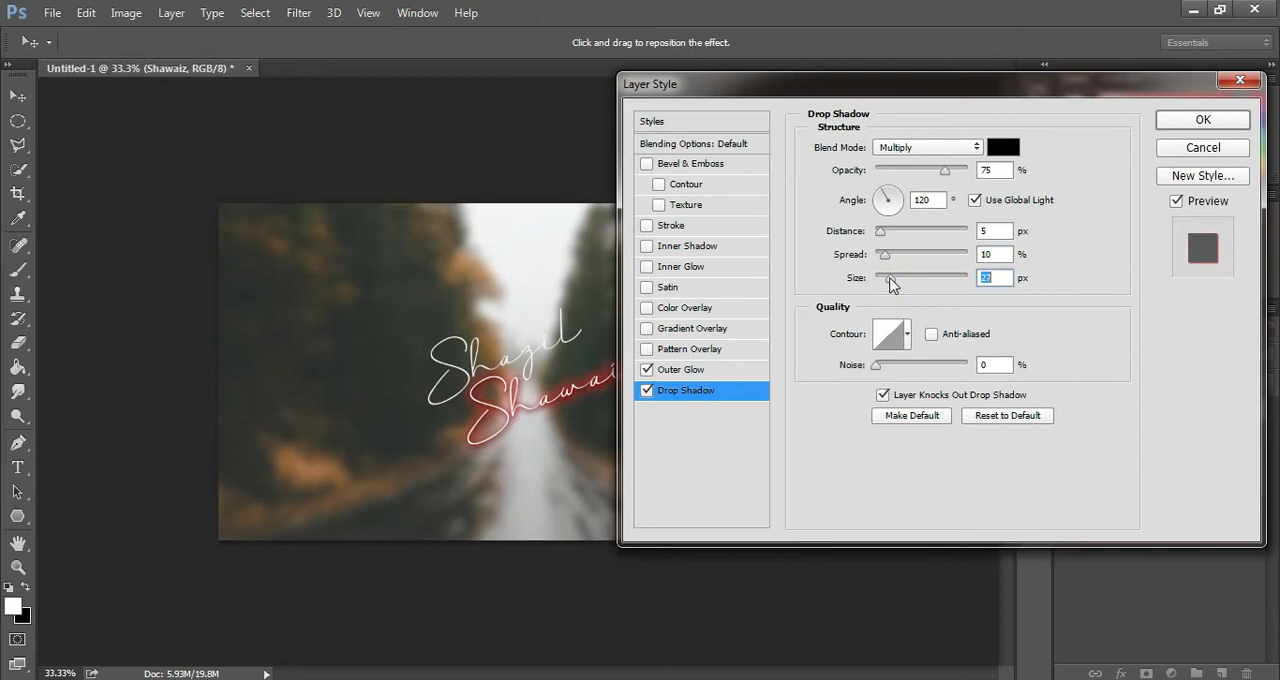 Ps File Edit Image Layer Type Select Filter 3D View Window Help
Click and drag to reposition the effect.
Essentials
Untitled-1 @ 33.3% (Shawaiz, RGB/8) * ×
Layer Style
Styles
Blending Options: Default
Bevel & Emboss
Contour
Texture
Stroke
Inner Shadow
Inner Glow
Satin
Color Overlay
Gradient Overlay
Pattern Overlay
Outer Glow
Drop Shadow
Drop Shadow
Structure
Blend Mode: Multiply
Opacity: 75 %
Angle: 120 ° Use Global Light
Distance: 5 px
Spread: 10 %
Size: 27 px
Quality
Contour: Anti-aliased
Noise: 0 %
Layer Knocks Out Drop Shadow
Make Default Reset to Default
OK
Cancel
New Style...
Preview
Shazil
Shawai
T
33.33% Doc: 5.93M/19.8M
fx